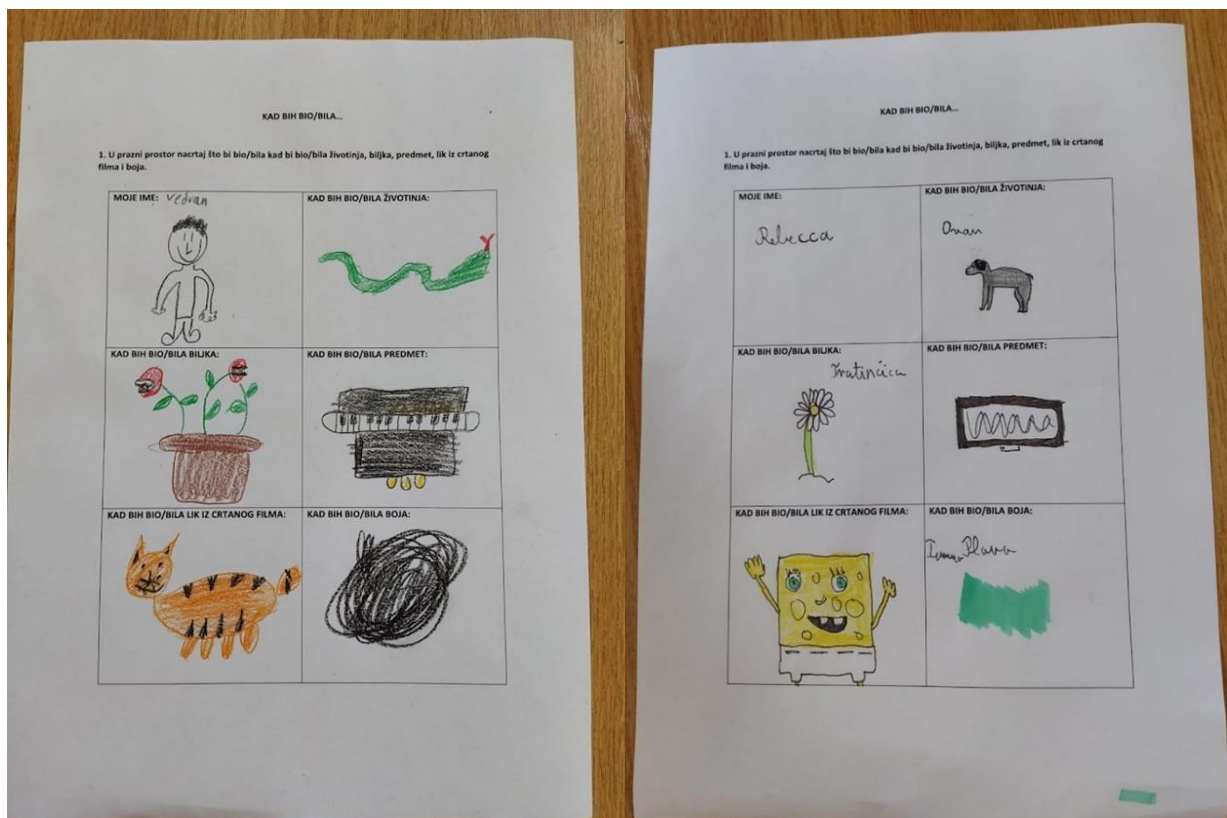 KAD BIH BIO/BILA...
1. U prazni prostor nacrtaj što bi bio/bila kad bi bio/bila životinja, biljka, predmet, lik iz crtanog
filma i boja.
MOJE IME: Vedran
KAD BIH BIO/BILA ŽIVOTINJA:
KAD BIH BIO/BILA BILJKA:
KAD BIH BIO/BILA PREDMET:
KAD BIH BIO/BILA LIK IZ CRTANOG FILMA:
KAD BIH BIO/BILA BOJA:
KAD BIH BIO/BILA...
1. U prazni prostor nacrtaj što bi bio/bila kad bi bio/bila životinja, biljka, predmet, lik iz crtanog
filma i boja.
MOJE IME:
Rebecca
KAD BIH BIO/BILA ŽIVOTINJA:
KAD BIH BIO/BILA BILJKA:
KAD BIH BIO/BILA PREDMET:
KAD BIH BIO/BILA LIK IZ CRTANOG FILMA:
KAD BIH BIO/BILA BOJA:
Plava